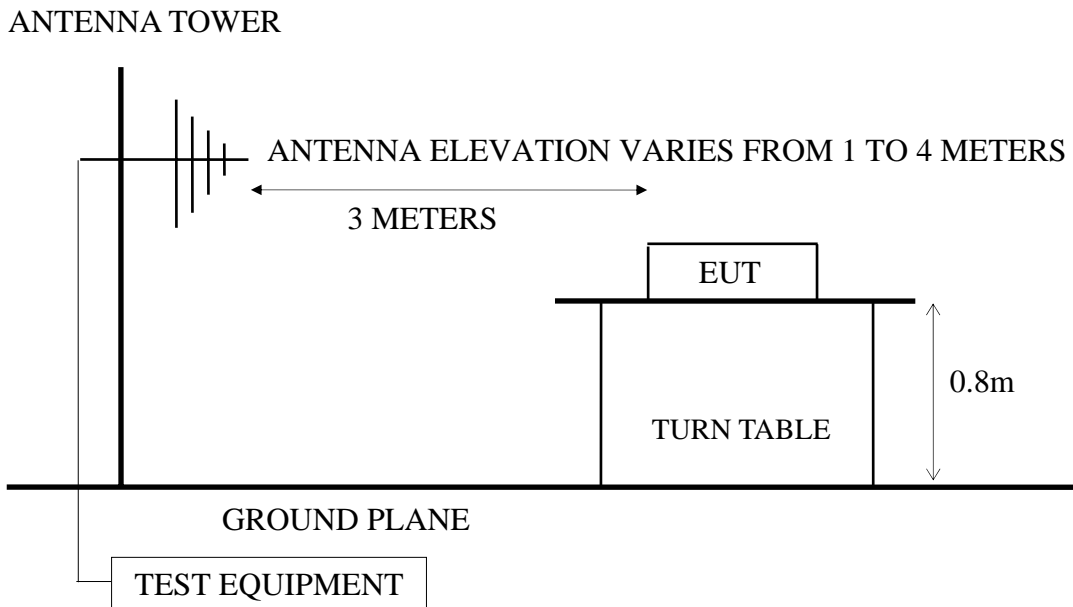 ANTENNA TOWER
ANTENNA ELEVATION VARIES FROM 1 TO 4 METERS
3 METERS
EUT
0.8m
TURN TABLE
GROUND PLANE
TEST EQUIPMENT